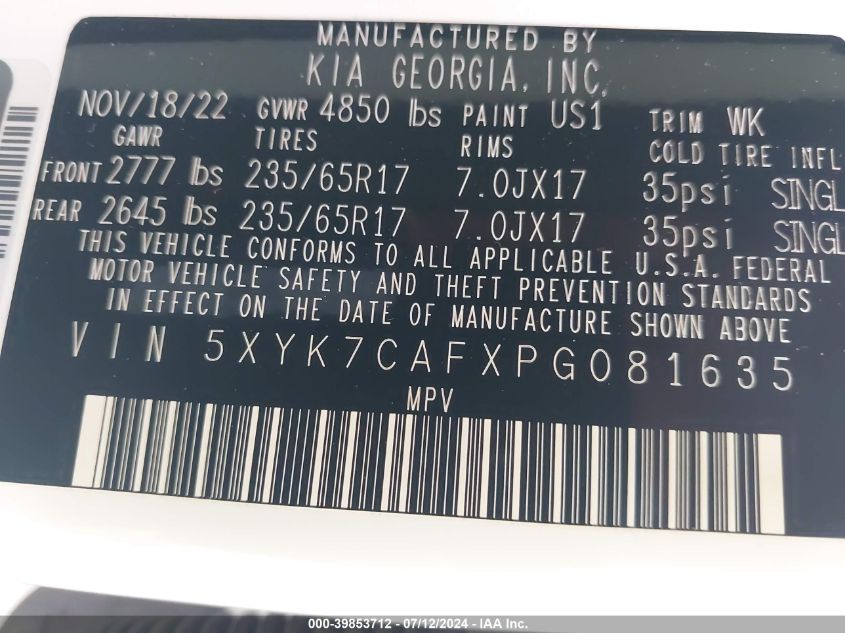 MANUFACTURED BY
KIA GEORGIA, INC.
NOV/18/22 GVWR 4850 lbs PAINT US1 TRIM WK
GAWR TIRES RIMS COLD TIRE INFL
FRONT 2777 lbs 235/65R17 7.0JX17 35psi SINGL
REAR 2645 lbs 235/65R17 7.0JX17 35psi SINGL
THIS VEHICLE CONFORMS TO ALL APPLICABLE U.S.A. FEDERAL
MOTOR VEHICLE SAFETY AND THEFT PREVENTION STANDARDS
IN EFFECT ON THE DATE OF MANUFACTURE SHOWN ABOVE
VIN 5XYK7CAFXPG081635
MPV
000-39853712 - 07/12/2024 - IAA Inc.